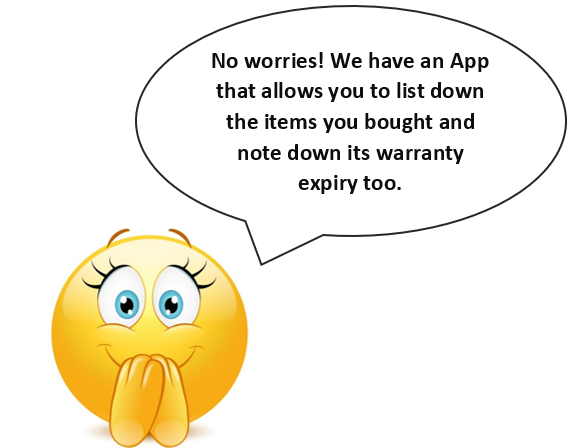 No worries! We have an App
that allows you to list down
the items you bought and
note down its warranty
expiry too.